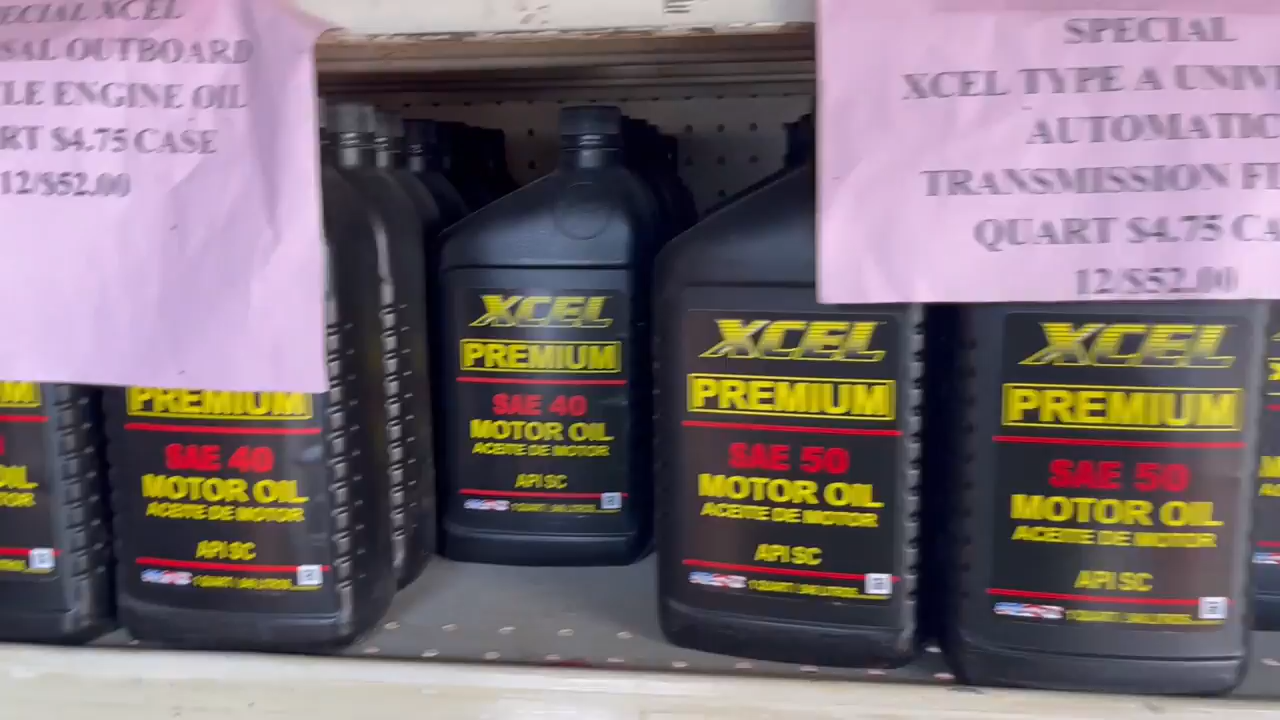 ECIAL XCEL
SAL OUTBOARD
LE ENGINE OIL
RT $4.75 CASE
12/$52.00
SPECIAL
XCEL TYPE A UNIV
AUTOMATIC
TRANSMISSION FI
QUART $4.75 CA
12/$52.00
PREMIUM
SAE 40
MOTOR OIL
ACEITE DE MOTOR
API SC
XCEL
PREMIUM
SAE 40
MOTOR OIL
ACEITE DE MOTOR
API SC
XCEL
PREMIUM
SAE 50
MOTOR OIL
ACEITE DE MOTOR
API SC
XCEL
PREMIUM
SAE 50
MOTOR OIL
ACEITE DE MOTOR
API SC